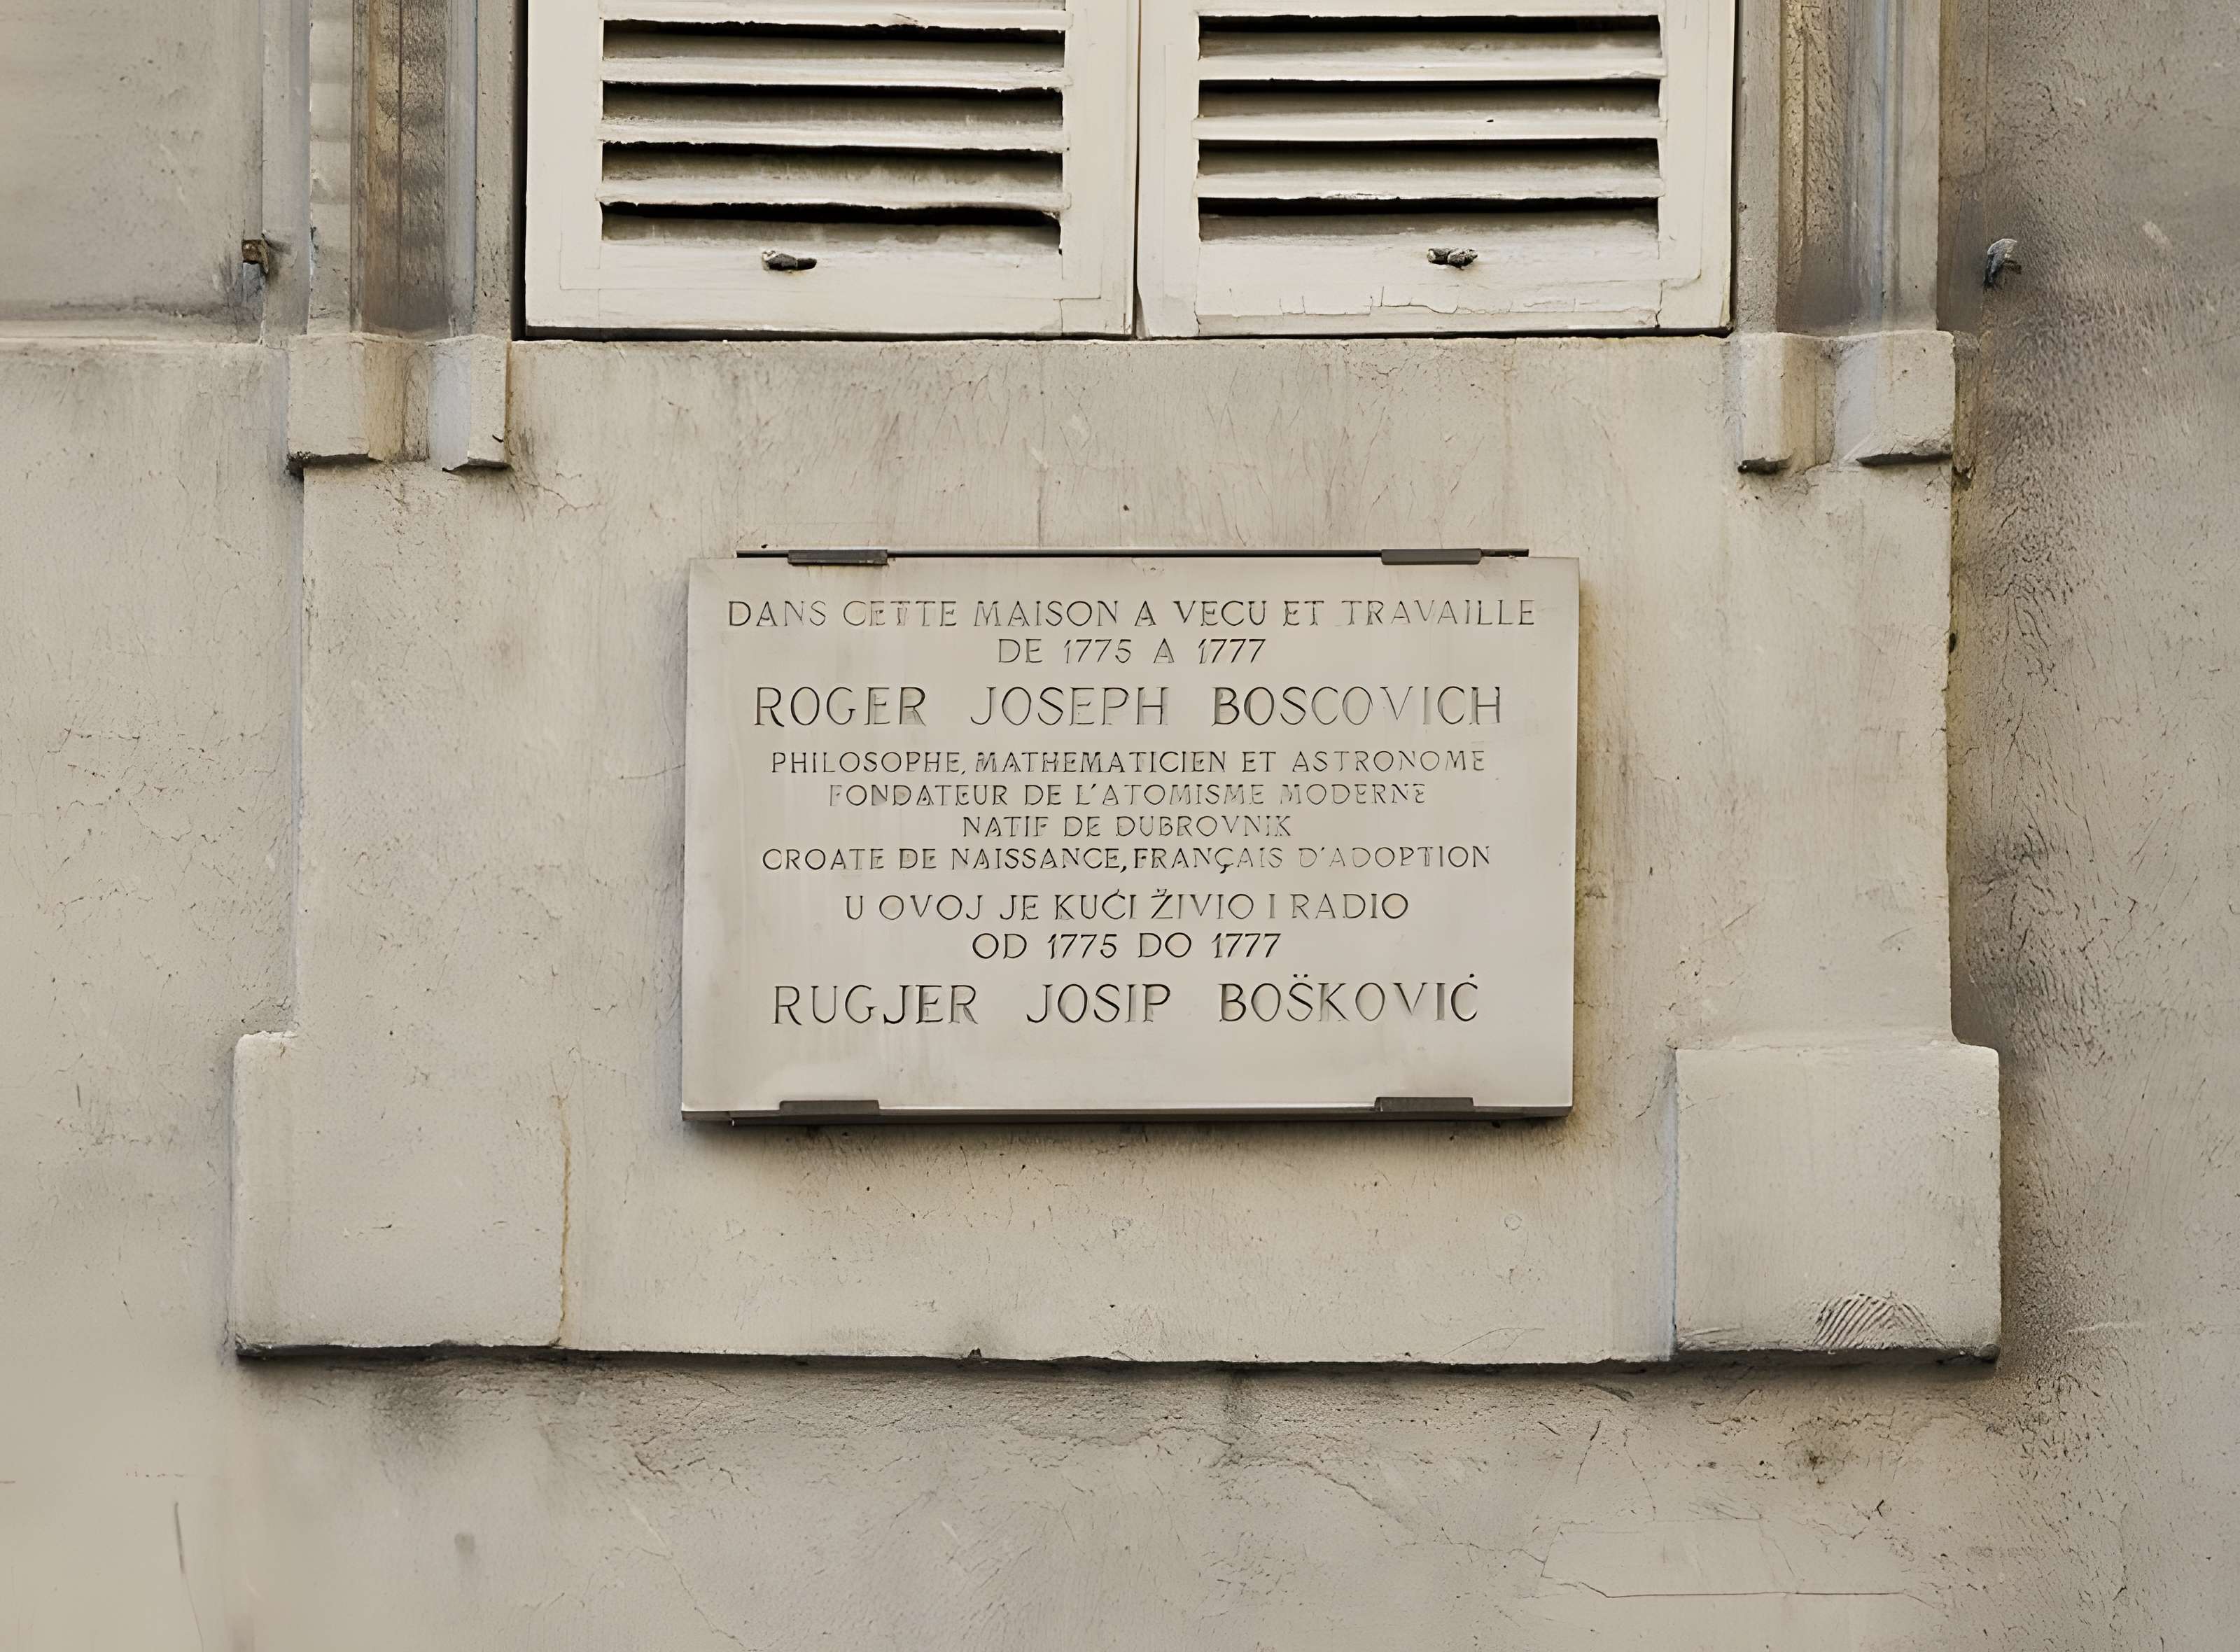 DANS CETTE MAISON A VECU ET TRAVAILLE
DE 1775 A 1777
ROGER JOSEPH BOSCOVICH
PHILOSOPHE, MATHEMATICIEN ET ASTRONOME
FONDATEUR DE L'ATOMISME MODERNE
NATIF DE DUBROVNIK
CROATE DE NAISSANCE, FRANÇAIS D'ADOPTION
U OVOJ JE KUĆI ŽIVIO I RADIO
OD 1775 DO 1777
RUGJER JOSIP BOŠKOVIĆ